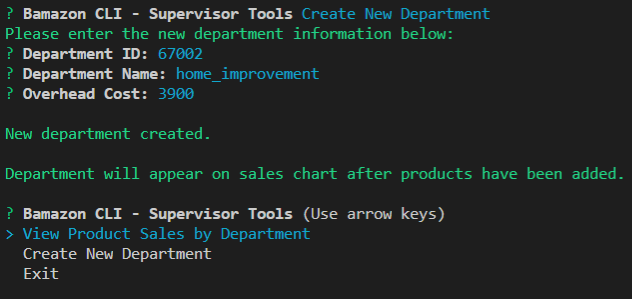 ? Bamazon CLI - Supervisor Tools Create New Department
Please enter the new department information below:
? Department ID: 67002
? Department Name: home_improvement
? Overhead Cost: 3900
New department created.
Department will appear on sales chart after products have been added.
? Bamazon CLI - Supervisor Tools (Use arrow keys)
> View Product Sales by Department
Create New Department
Exit